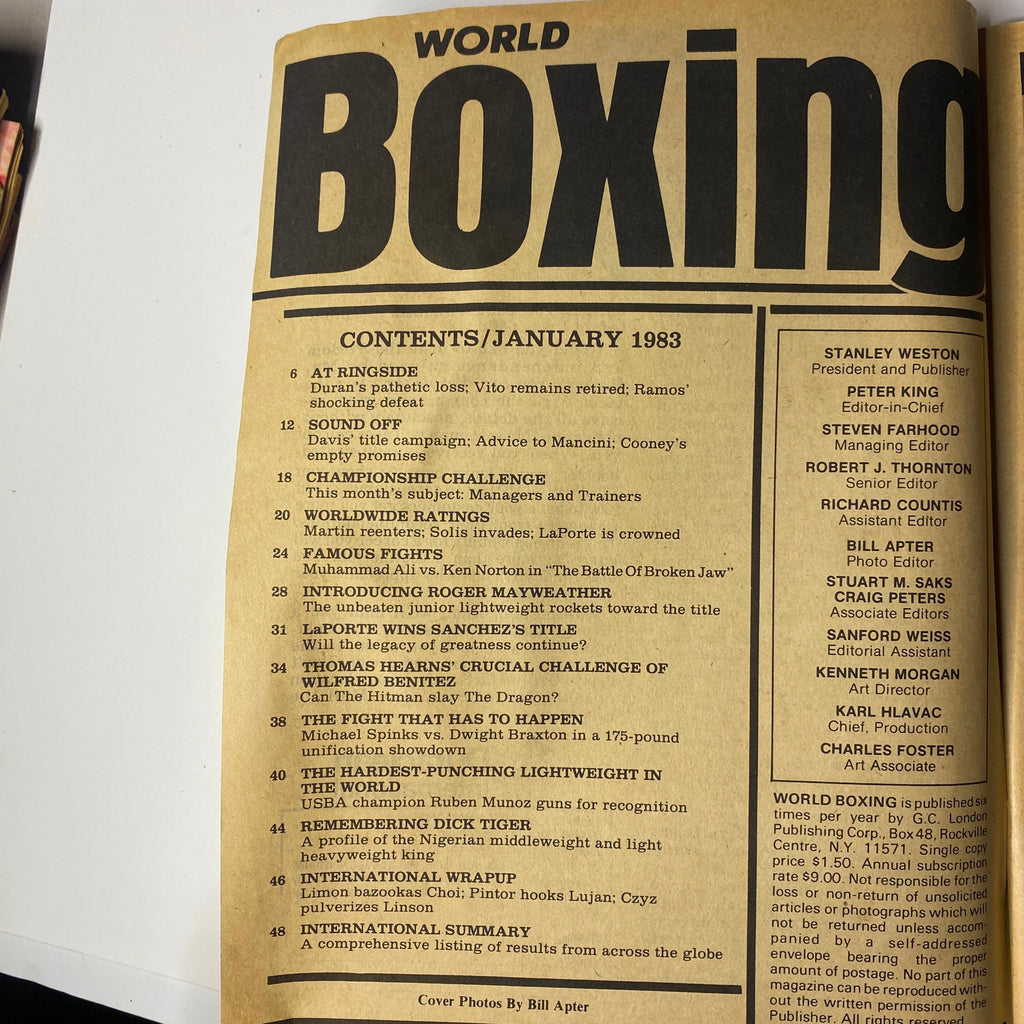 WORLD
Boxing
CONTENTS/JANUARY 1983
6 AT RINGSIDE
Duran's pathetic loss; Vito remains retired; Ramos'
shocking defeat
12 SOUND OFF
Davis' title campaign; Advice to Mancini; Cooney's
empty promises
18 CHAMPIONSHIP CHALLENGE
This month's subject: Managers and Trainers
20 WORLDWIDE RATINGS
Martin reenters; Solis invades; LaPorte is crowned
24 FAMOUS FIGHTS
Muhammad Ali vs. Ken Norton in "The Battle Of Broken Jaw"
28 INTRODUCING ROGER MAYWEATHER
The unbeaten junior lightweight rockets toward the title
31 LaPORTE WINS SANCHEZ'S TITLE
Will the legacy of greatness continue?
34 THOMAS HEARNS' CRUCIAL CHALLENGE OF
WILFRED BENITEZ
Can The Hitman slay The Dragon?
38 THE FIGHT THAT HAS TO HAPPEN
Michael Spinks vs. Dwight Braxton in a 175-pound
unification showdown
40 THE HARDEST-PUNCHING LIGHTWEIGHT IN
THE WORLD
USBA champion Ruben Munoz guns for recognition
44 REMEMBERING DICK TIGER
A profile of the Nigerian middleweight and light
heavyweight king
46 INTERNATIONAL WRAPUP
Limon bazookas Choi; Pintor hooks Lujan; Czyz
pulverizes Linson
48 INTERNATIONAL SUMMARY
A comprehensive listing of results from across the globe
Cover Photos By Bill Apter
STANLEY WESTON
President and Publisher
PETER KING
Editor-in-Chief
STEVEN FARHOOD
Managing Editor
ROBERT J. THORNTON
Senior Editor
RICHARD COUNTIS
Assistant Editor
BILL APTER
Photo Editor
STUART M. SAKS
CRAIG PETERS
Associate Editors
SANFORD WEISS
Editorial Assistant
KENNETH MORGAN
Art Director
KARL HLAVAC
Chief, Production
CHARLES FOSTER
Art Associate
WORLD BOXING is published six
times per year by G.C. London
Publishing Corp., Box 48, Rockville
Centre, N.Y. 11571. Single copy
price $1.50. Annual subscription
rate $9.00. Not responsible for the
loss or non-return of unsolicited
articles or photographs which will
not be returned unless accom-
panied by a self-addressed
envelope bearing the proper
amount of postage. No part of this
magazine can be reproduced with-
out the written permission of the
Publisher. All rights reserved